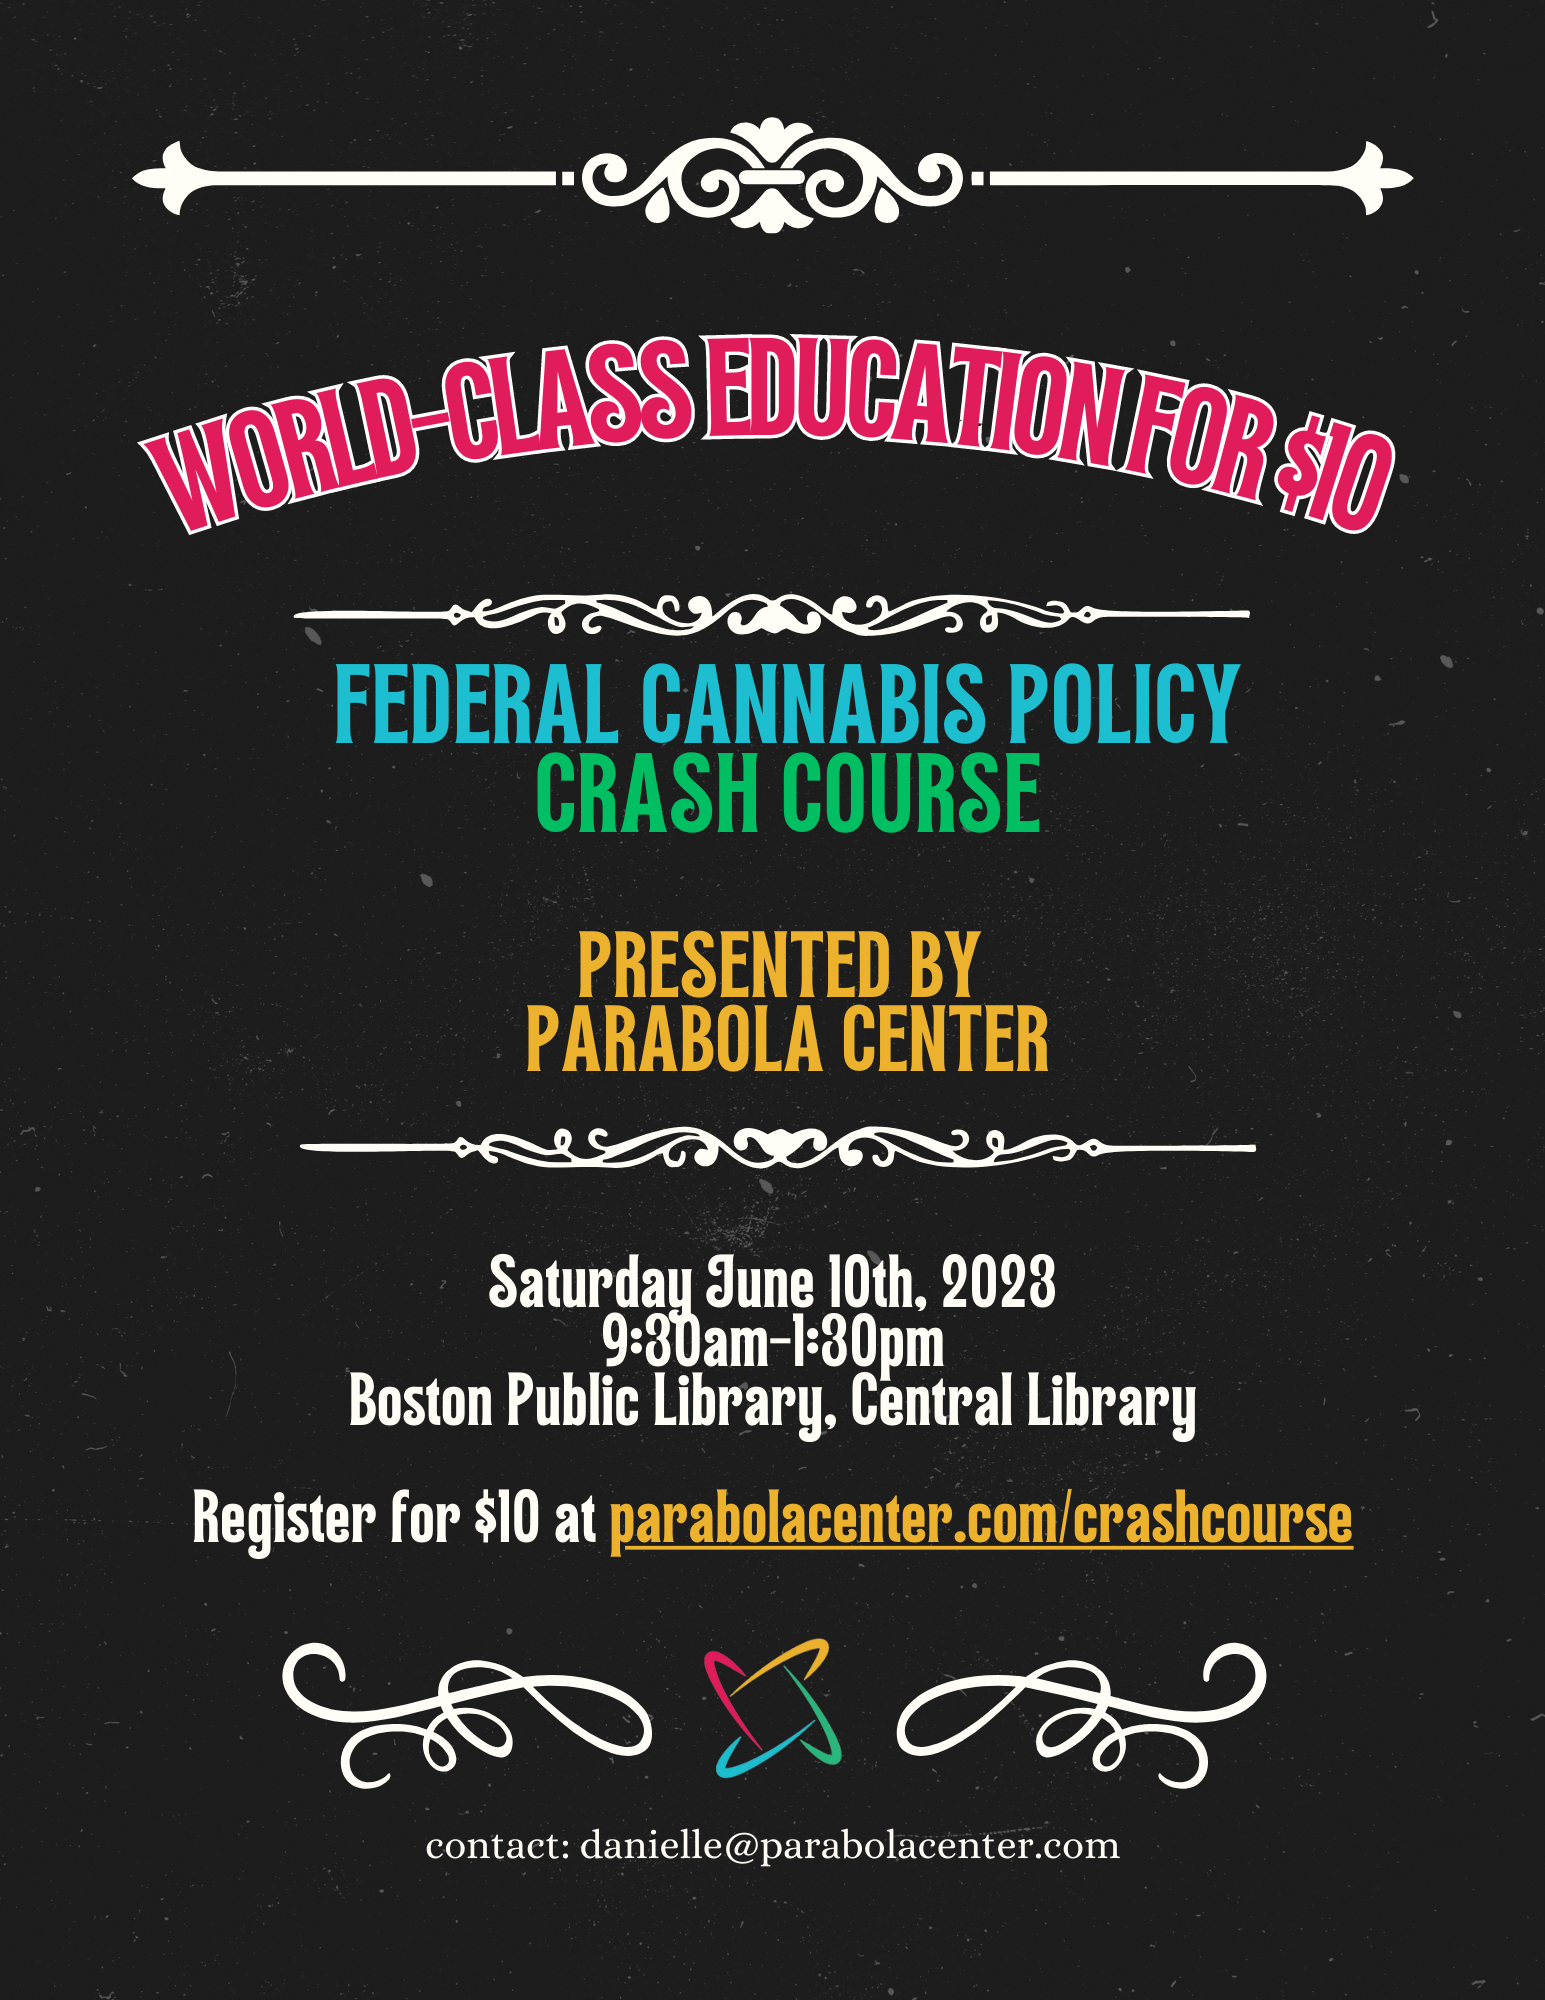 WORLD-CLASS EDUCATION FOR $10
FEDERAL CANNABIS POLICY
CRASH COURSE
PRESENTED BY
PARABOLA CENTER
Saturday June 10th, 2023
9:30am-1:30pm
Boston Public Library, Central Library
Register for $10 at parabolacenter.com/crashcourse
contact: danielle@parabolacenter.com